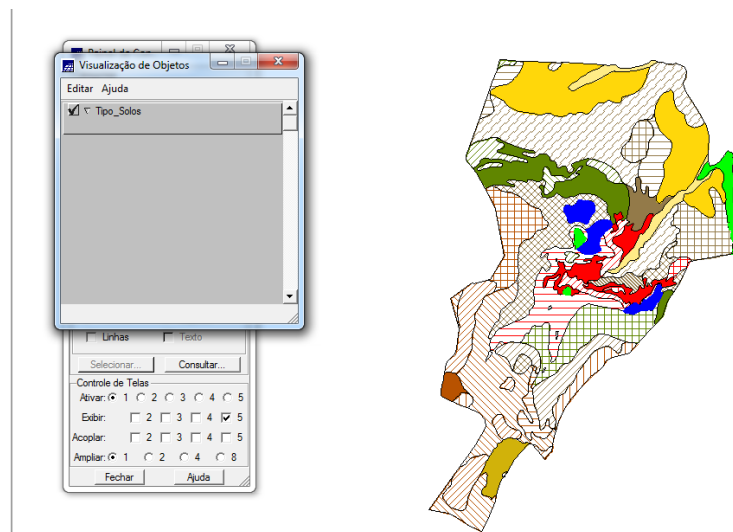 Visualização de Objetos
Editar Ajuda
Tipo_Solos
Linhas Texto
Selecionar... Consultar...
Controle de Telas
Ativar: 1 2 3 4 5
Exibir: 2 3 4 5
Acoplar: 2 3 4 5
Ampliar: 1 2 4 8
Fechar Ajuda